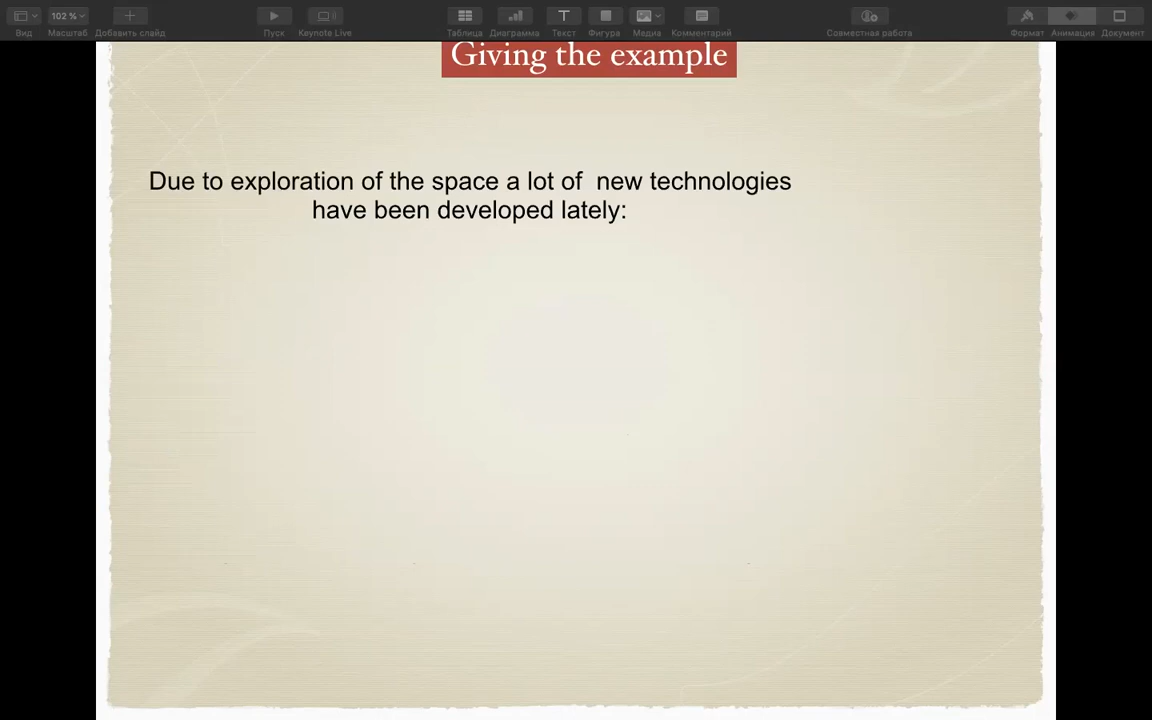 102 %
Вид
Масштаб
Добавить слайд
Пуск
Keynote Live
Таблица
Диаграмма
Текст
Фигура
Медиа
Комментарий
Совместная работа
Формат
Анимация
Документ
Giving the example
Due to exploration of the space a lot of  new technologies
have been developed lately: